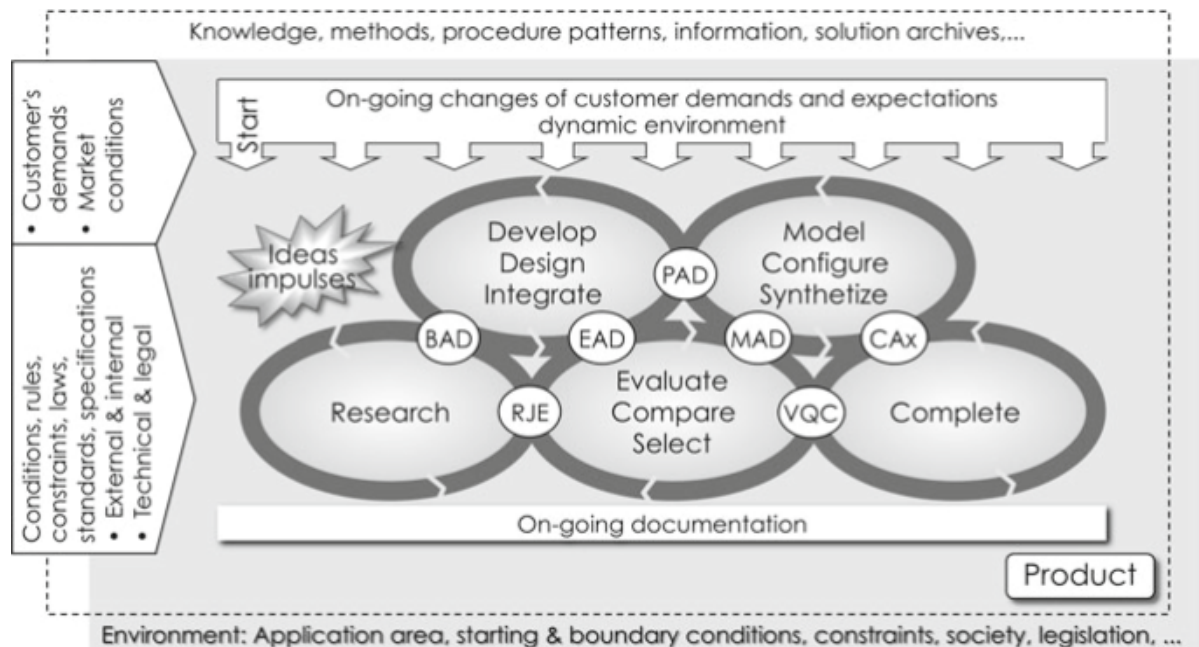 Knowledge, methods, procedure patterns, information, solution archives,...
• Customer's
demands
• Market
conditions
Start
On-going changes of customer demands and expectations
dynamic environment
Ideas
impulses
Develop
Design
Integrate
PAD
Model
Configure
Synthetize
BAD
EAD
MAD
CAx
Conditions, rules,
constraints, laws,
standards, specifications
• External & internal
• Technical & legal
Research
RJE
Evaluate
Compare
Select
VQC
Complete
On-going documentation
Product
Environment: Application area, starting & boundary conditions, constraints, society, legislation, ...